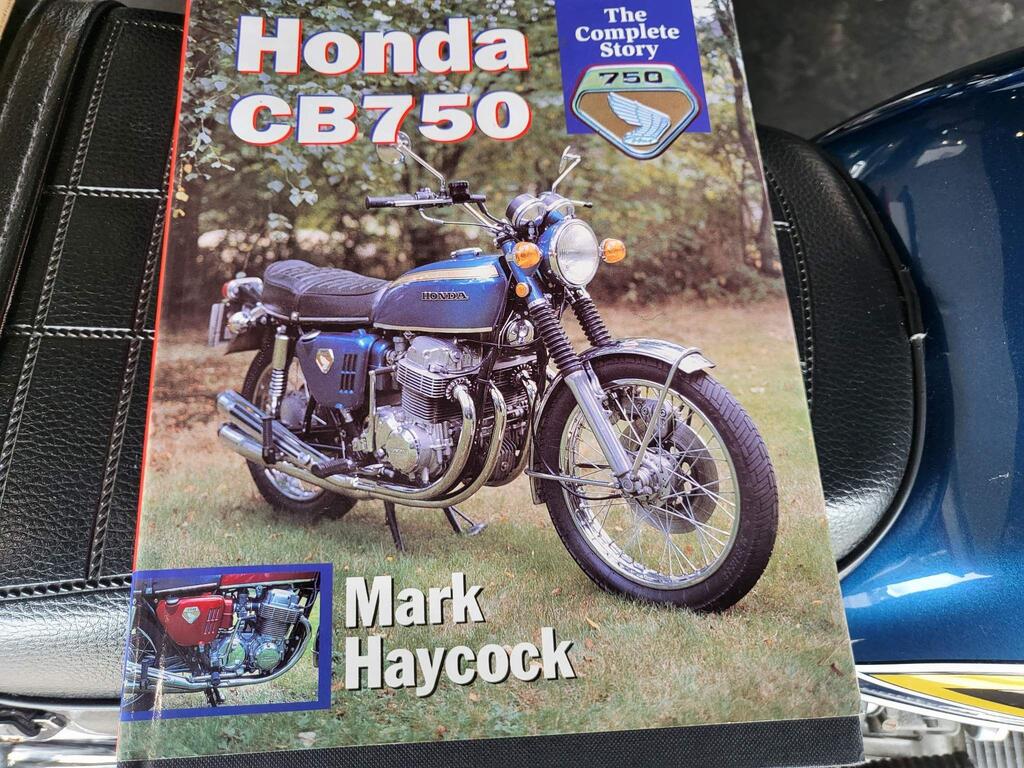 Honda
CB750
The
Complete
Story
750
HONDA
Mark
Haycock